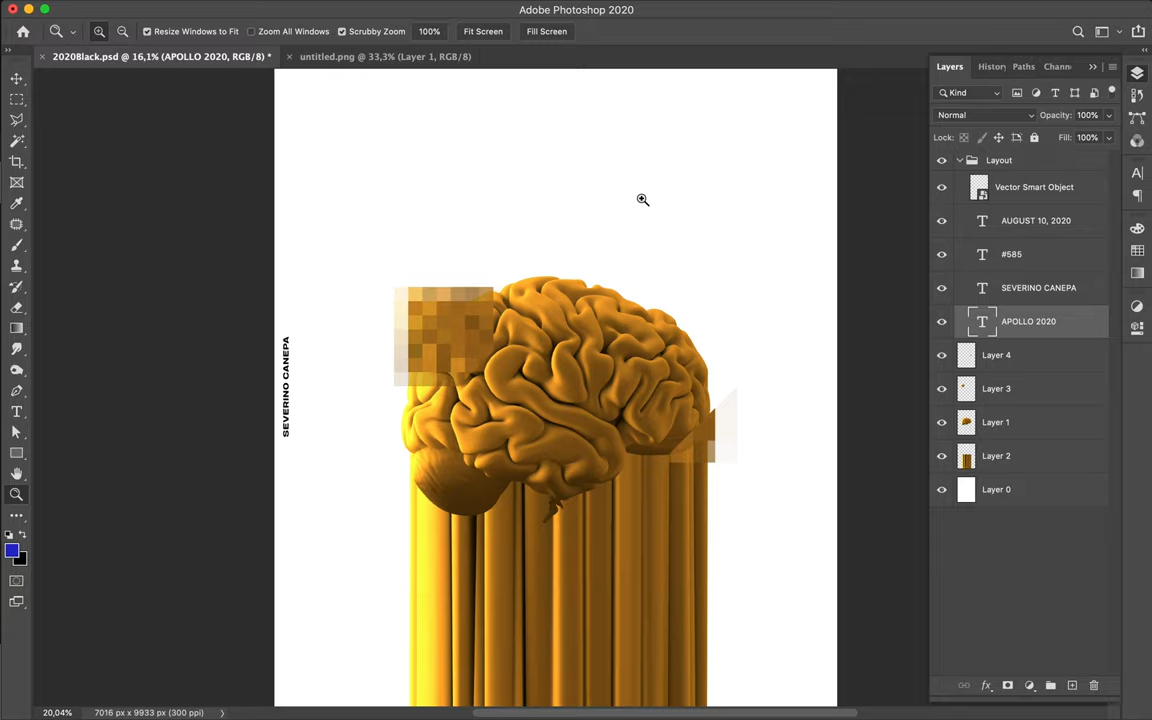 Adobe Photoshop 2020
Resize Windows to Fit
Zoom All Windows
Scrubby Zoom
100%
Fit Screen
Fill Screen
2020Black.psd @ 16,1% (APOLLO 2020, RGB/8) *
untitled.png @ 33,3% (Layer 1, RGB/8)
Layers
History
Paths
Chann
Kind
Normal
Opacity: 100%
Lock:
Fill: 100%
Layout
Vector Smart Object
AUGUST 10, 2020
#585
SEVERINO CANEPA
APOLLO 2020
Layer 4
Layer 3
Layer 1
Layer 2
Layer 0
SEVERINO CANEPA
20,04%
7016 px x 9933 px (300 ppi)